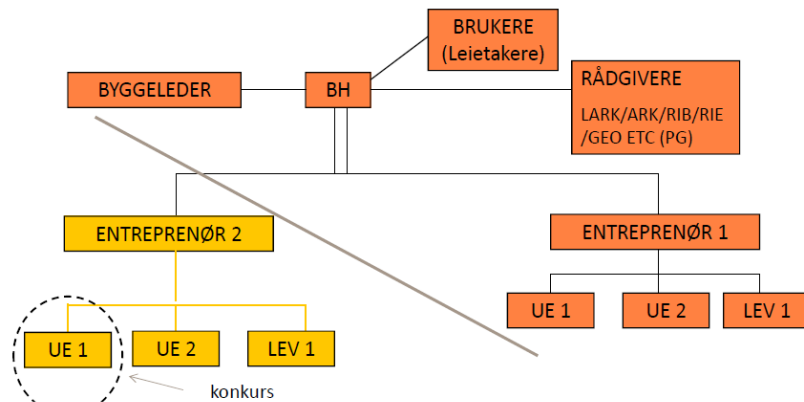 BRUKERE
(Leietakere)
BYGGELEDER
BH
RÅDGIVERE
LARK/ARK/RIB/RIE
/GEO ETC (PG)
ENTREPRENØR 2
ENTREPRENØR 1
UE 1
UE 2
LEV 1
UE 1
UE 2
LEV 1
konkurs